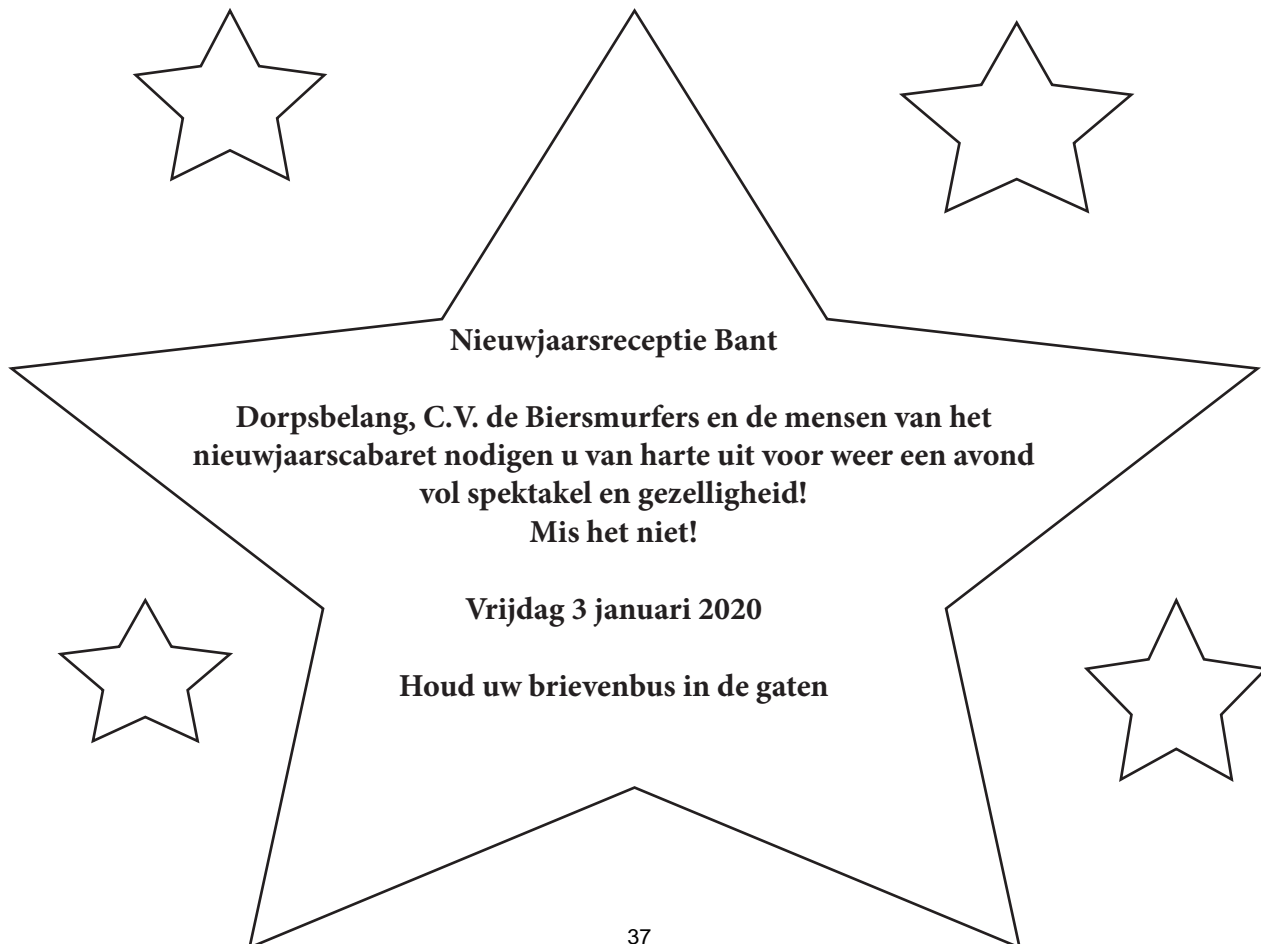 Nieuwjaarsreceptie Bant
Dorpsbelang, C.V. de Biersmurfers en de mensen van het
nieuwjaarscabaret nodigen u van harte uit voor weer een avond
vol spektakel en gezelligheid!
Mis het niet!
Vrijdag 3 januari 2020
Houd uw brievenbus in de gaten
37